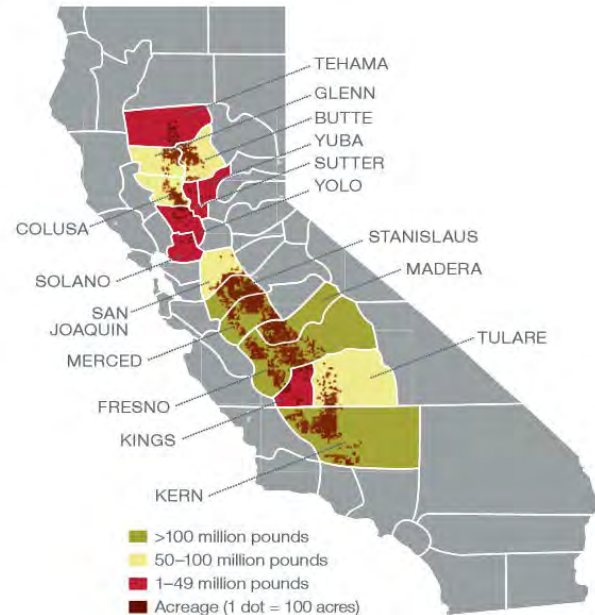 TEHAMA
GLENN
BUTTE
YUBA
SUTTER
YOLO
COLUSA
STANISLAUS
MADERA
SOLANO
SAN
JOAQUIN
TULARE
MERCED
FRESNO
KINGS
KERN
>100 million pounds
50–100 million pounds
1–49 million pounds
Acreage (1 dot = 100 acres)